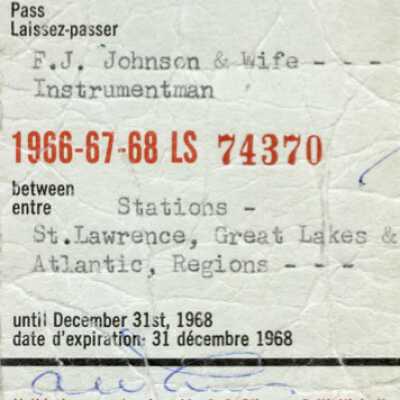 Pass
Laissez-passer
F.J. Johnson & Wife - - -
Instrumentman
1966-67-68 LS 74370
between
entre Stations -
St.Lawrence, Great Lakes &
Atlantic, Regions - - -
until December 31st, 1968
date d'expiration· 31 décembre 1968